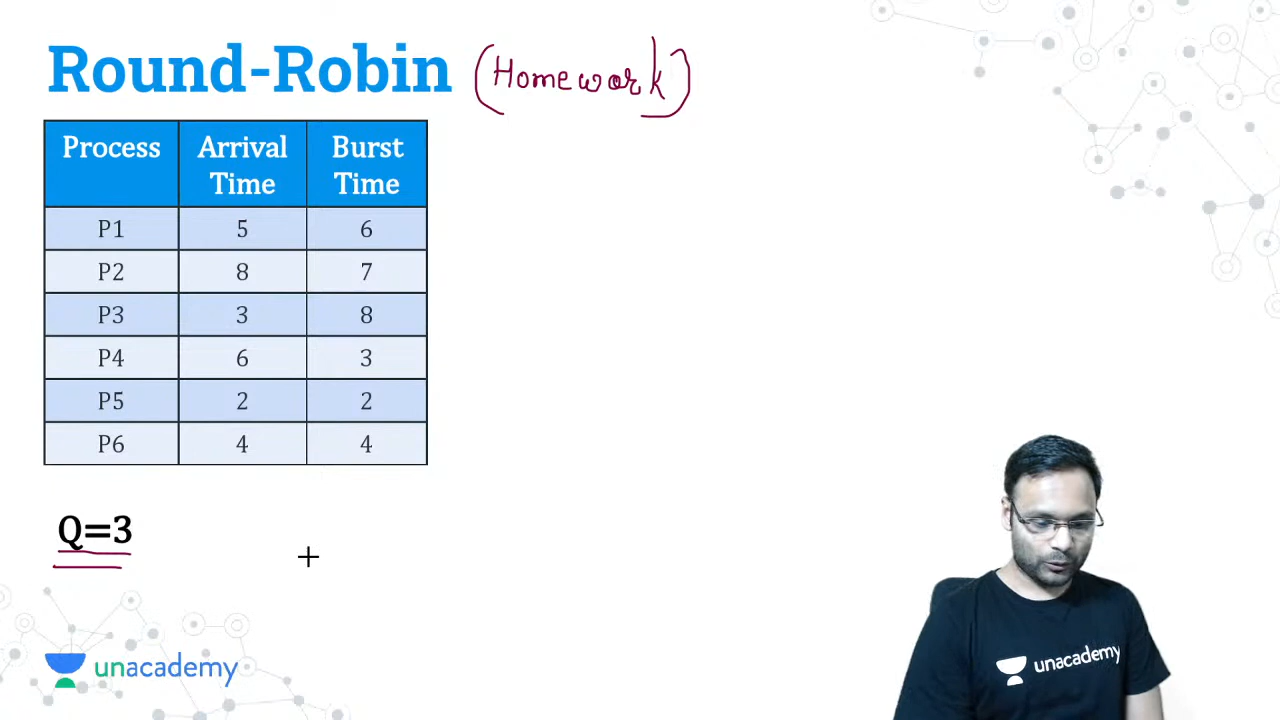 Round-Robin (Homework)
Process Arrival Time Burst Time
P1 5 6
P2 8 7
P3 3 8
P4 6 3
P5 2 2
P6 4 4
Q=3
unacademy
unacademy